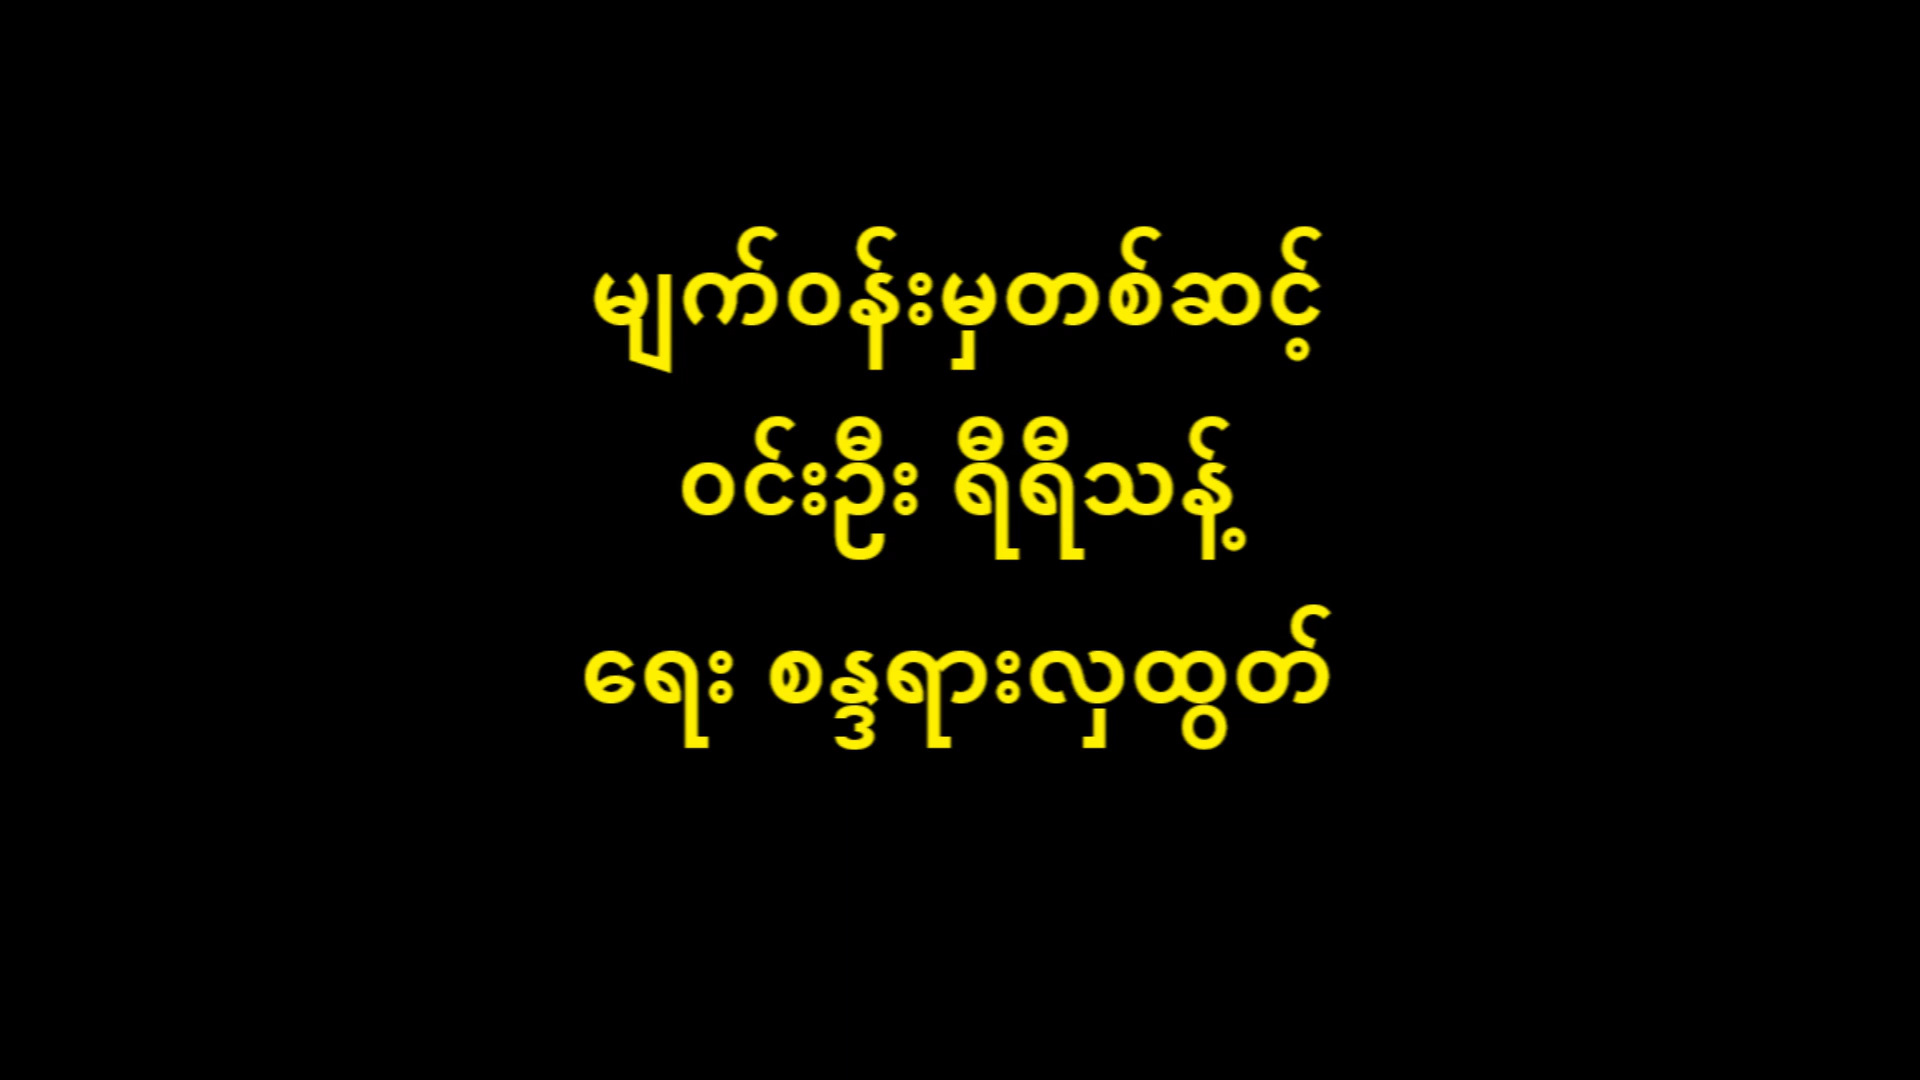 မျက်ဝန်းမှတစ်ဆင့်
ဝင်းဦး ရီရီသန့်
ရေး စန္ဒရားလှထွတ်